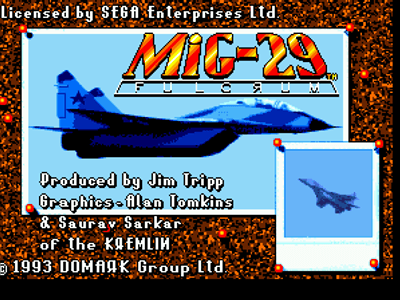 Licensed by SEGA Enterprises Ltd.
MiG-29 TM
FULCRUM
Produced by Jim Tripp
Graphics - Alan Tomkins
& Saurav Sarkar
of the KREMLIN
© 1993 DOMARK Group Ltd.